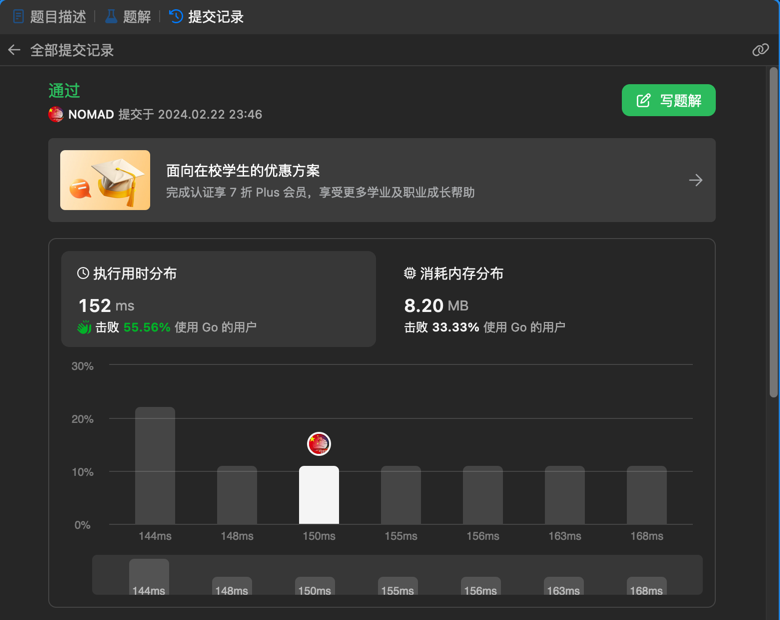 题目描述 题解 提交记录
全部提交记录
通过
NOMAD 提交于 2024.02.22 23:46
写题解
面向在校学生的优惠方案
完成认证享 7 折 Plus 会员，享受更多学业及职业成长帮助
执行用时分布
152 ms
击败 55.56% 使用 Go 的用户
消耗内存分布
8.20 MB
击败 33.33% 使用 Go 的用户
30%
20%
10%
0%
144ms 148ms 150ms 155ms 156ms 163ms 168ms
144ms 148ms 150ms 155ms 156ms 163ms 168ms